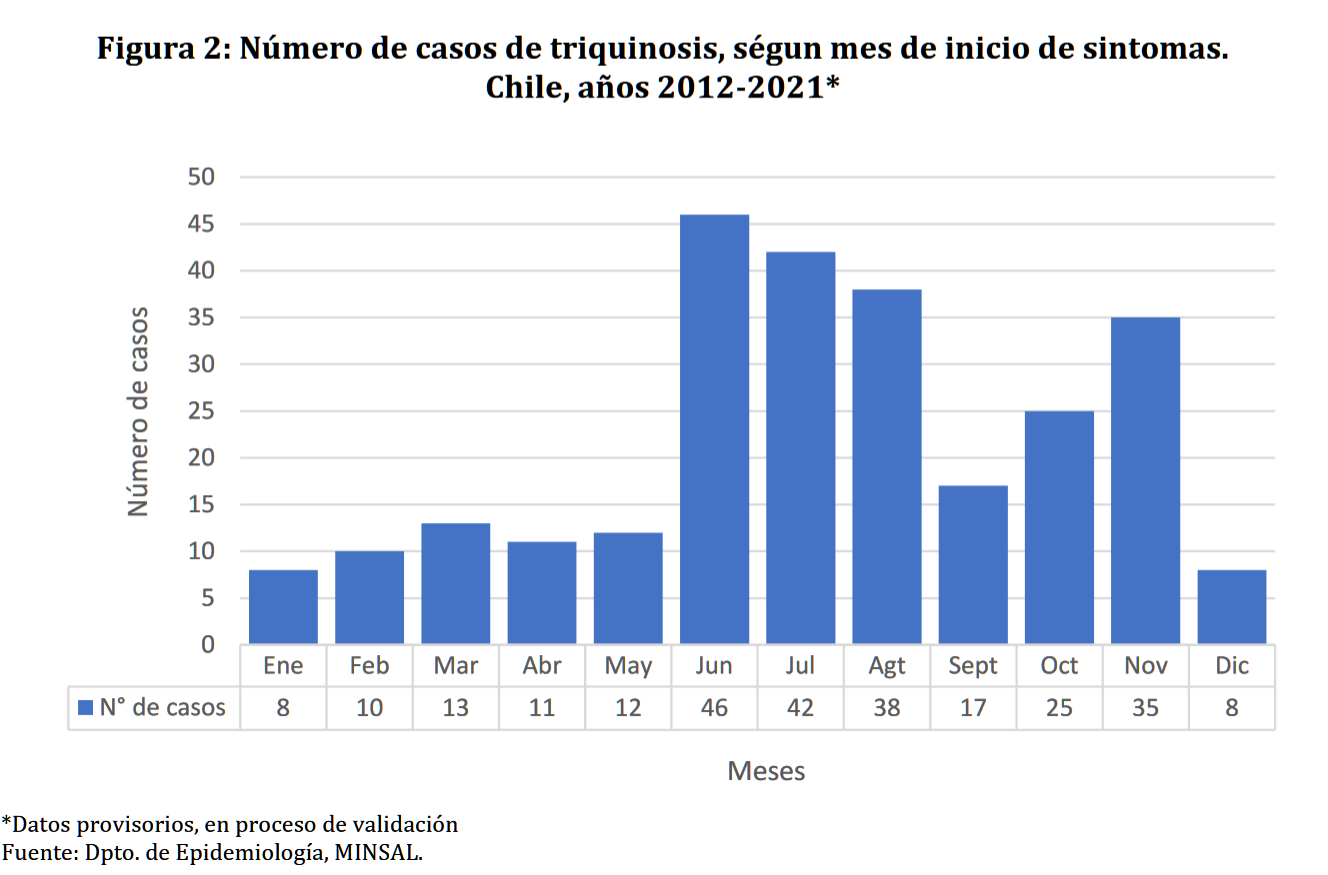 Figura 2: Número de casos de triquinosis, ségun mes de inicio de sintomas.
Chile, años 2012-2021*
50
45
40
35
30
25
20
15
10
5
0
Número de casos
Ene Feb Mar Abr May Jun Jul Agt Sept Oct Nov Dic
N° de casos 8 10 13 11 12 46 42 38 17 25 35 8
Meses
*Datos provisorios, en proceso de validación
Fuente: Dpto. de Epidemiología, MINSAL.